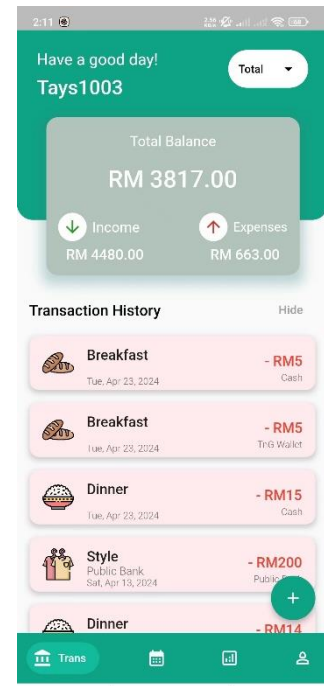 2:11
Have a good day!
Tays1003
Total
Total Balance
RM 3817.00
Income
Expenses
RM 4480.00
RM 663.00
Transaction History
Hide
Breakfast
- RM5
Tue, Apr 23, 2024
Cash
Breakfast
- RM5
Tue, Apr 23, 2024
TnG Wallet
Dinner
- RM15
Tue, Apr 23, 2024
Cash
Style
Public Bank
- RM200
Sat, Apr 13, 2024
Public
Dinner
- RM14
Trans